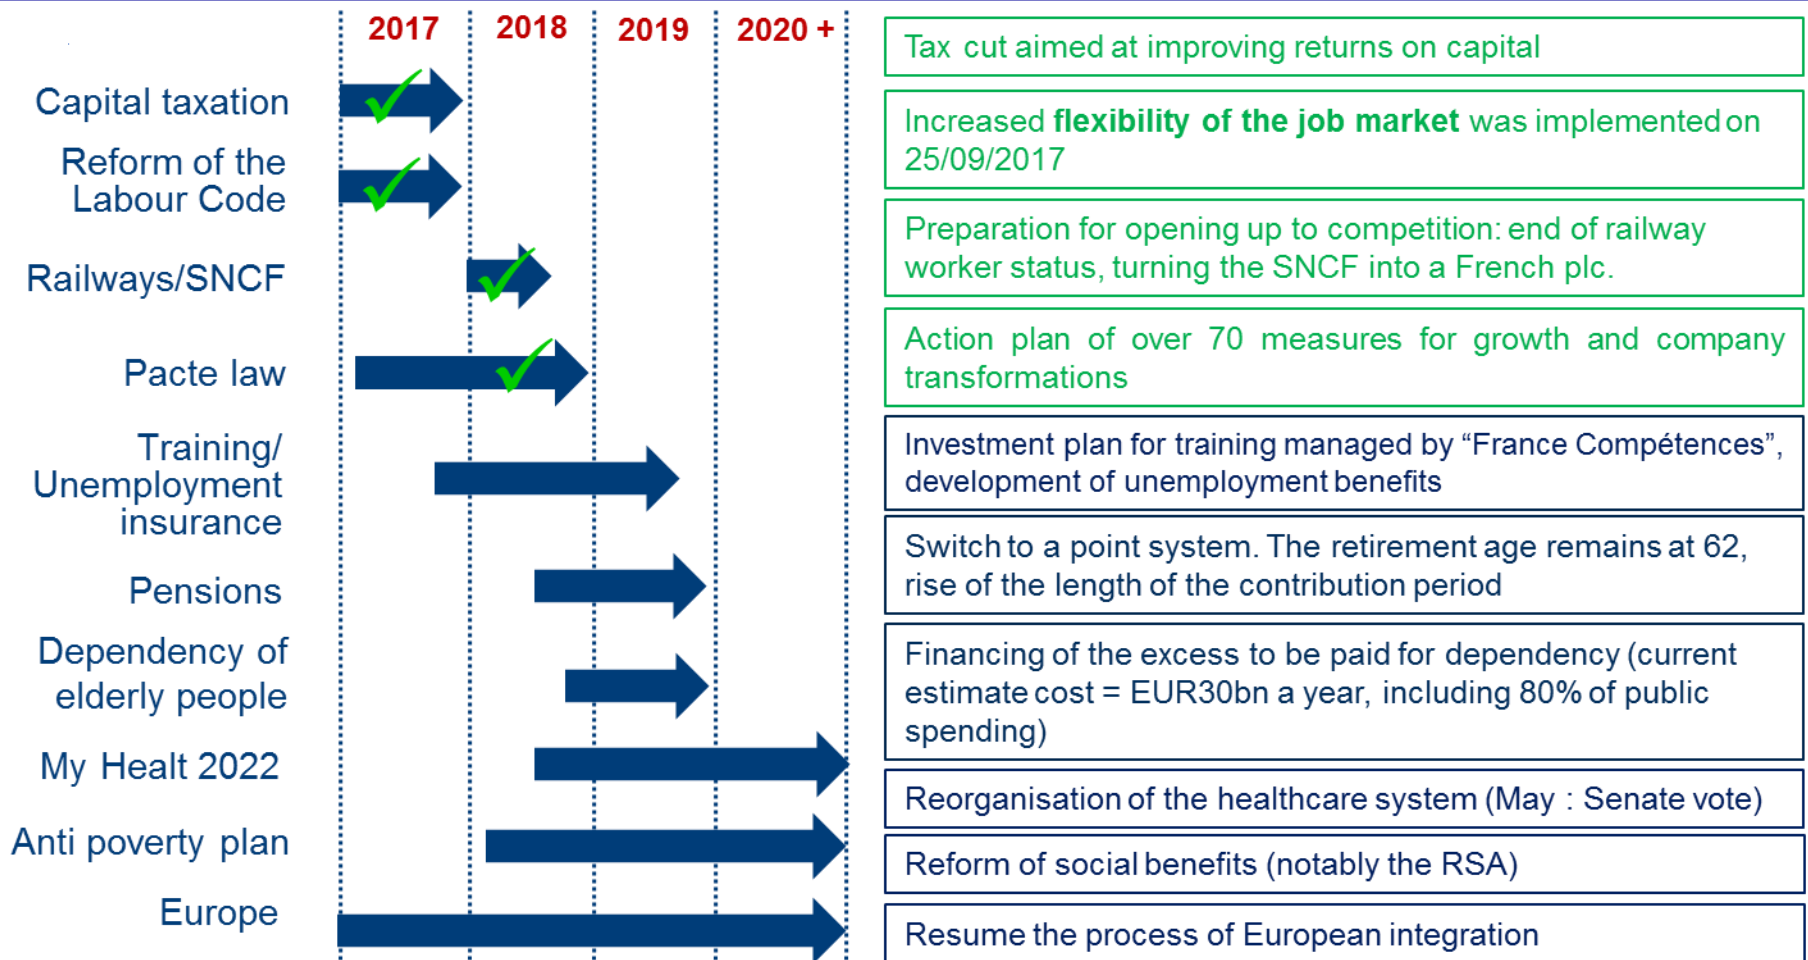 2017 2018 2019 2020 +
Capital taxation
Reform of the
Labour Code
Railways/SNCF
Pacte law
Training/
Unemployment
insurance
Pensions
Dependency of
elderly people
My Healt 2022
Anti poverty plan
Europe
Tax cut aimed at improving returns on capital
Increased flexibility of the job market was implemented on
25/09/2017
Preparation for opening up to competition: end of railway
worker status, turning the SNCF into a French plc.
Action plan of over 70 measures for growth and company
transformations
Investment plan for training managed by “France Compétences”,
development of unemployment benefits
Switch to a point system. The retirement age remains at 62,
rise of the length of the contribution period
Financing of the excess to be paid for dependency (current
estimate cost = EUR30bn a year, including 80% of public
spending)
Reorganisation of the healthcare system (May : Senate vote)
Reform of social benefits (notably the RSA)
Resume the process of European integration